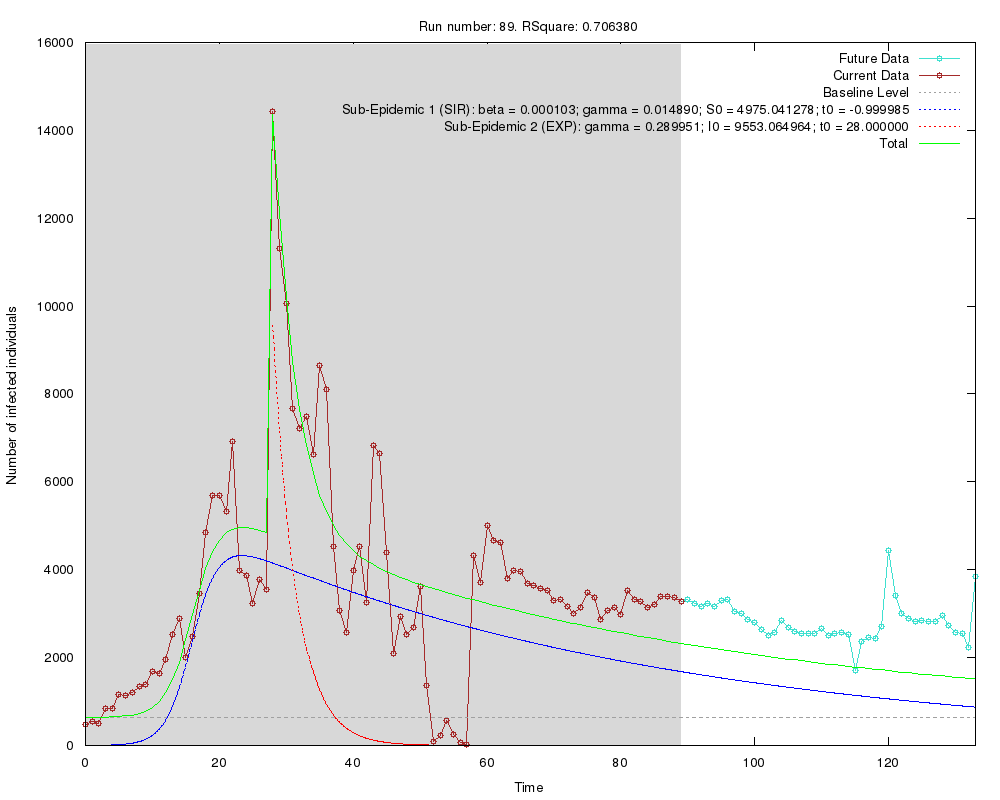 Run number: 89. RSquare: 0.706380
16000
14000
12000
10000
8000
6000
4000
2000
0
Number of infected individuals
Future Data
Current Data
Baseline Level
Sub-Epidemic 1 (SIR): beta = 0.000103; gamma = 0.014890; S0 = 4975.041278; t0 = -0.999985
Sub-Epidemic 2 (EXP): gamma = 0.289951; I0 = 9553.064964; t0 = 28.000000
Total
0 20 40 60 80 100 120
Time